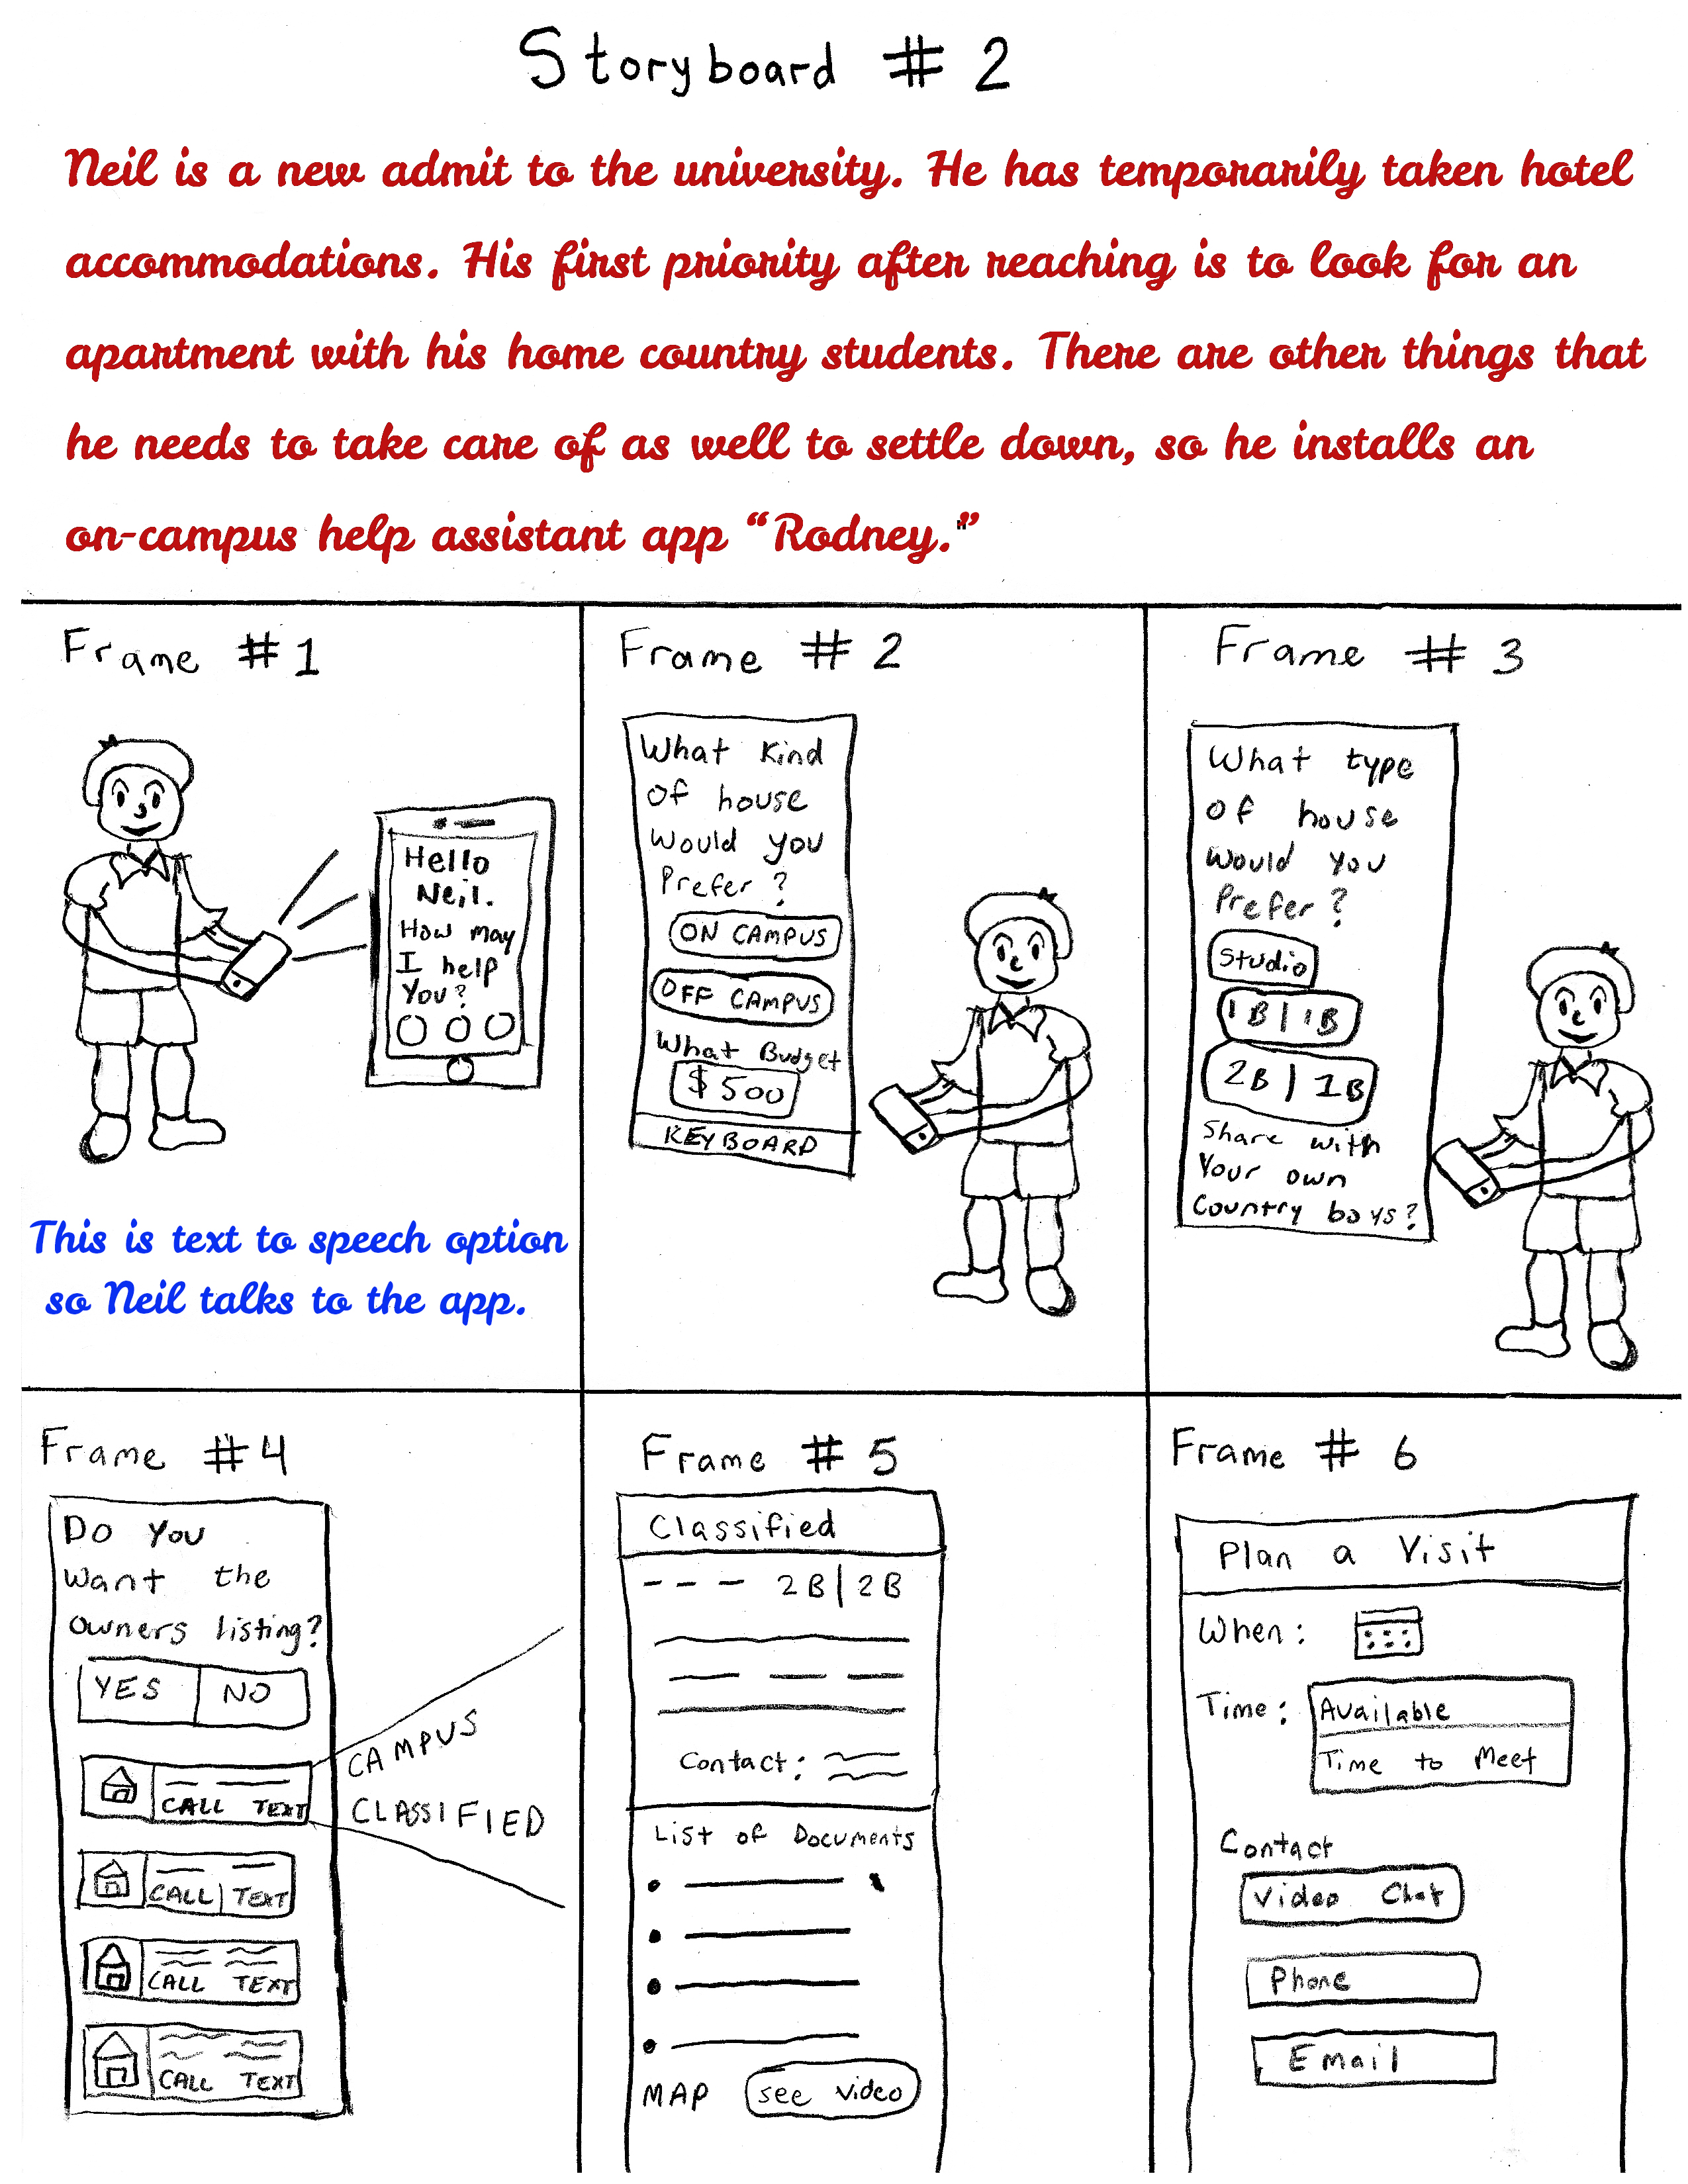 Storyboard # 2
Neil is a new admit to the university. He has temporarily taken hotel
accommodations. His first priority after reaching is to look for an
apartment with his home country students. There are other things that
he needs to take care of as well to settle down, so he installs an
on-campus help assistant app “Rodney.”
Frame # 1
Hello
Neil.
How may
I help
You?
This is text to speech option
so Neil talks to the app.
Frame # 2
What Kind
Of house
Would you
Prefer ?
ON CAMPUS
OFF CAMPUS
What Budget
$ 500
KEYBOARD
Frame # 3
What type
Of house
Would you
Prefer ?
Studio
1B | 1B
2B | 1B
Share with
Your own
Country boys?
Frame # 4
Do You
Want the
Owners listing?
YES NO
CALL TEXT
CALL | TEXT
CALL TEXT
CALL TEXT
CAMPUS
CLASSIFIED
Frame # 5
Classified
2B | 2B
Contact:
List of Documents
MAP see video
Frame # 6
Plan a Visit
When:
Time: Available
Time to Meet
Contact
Video Chat
Phone
Email